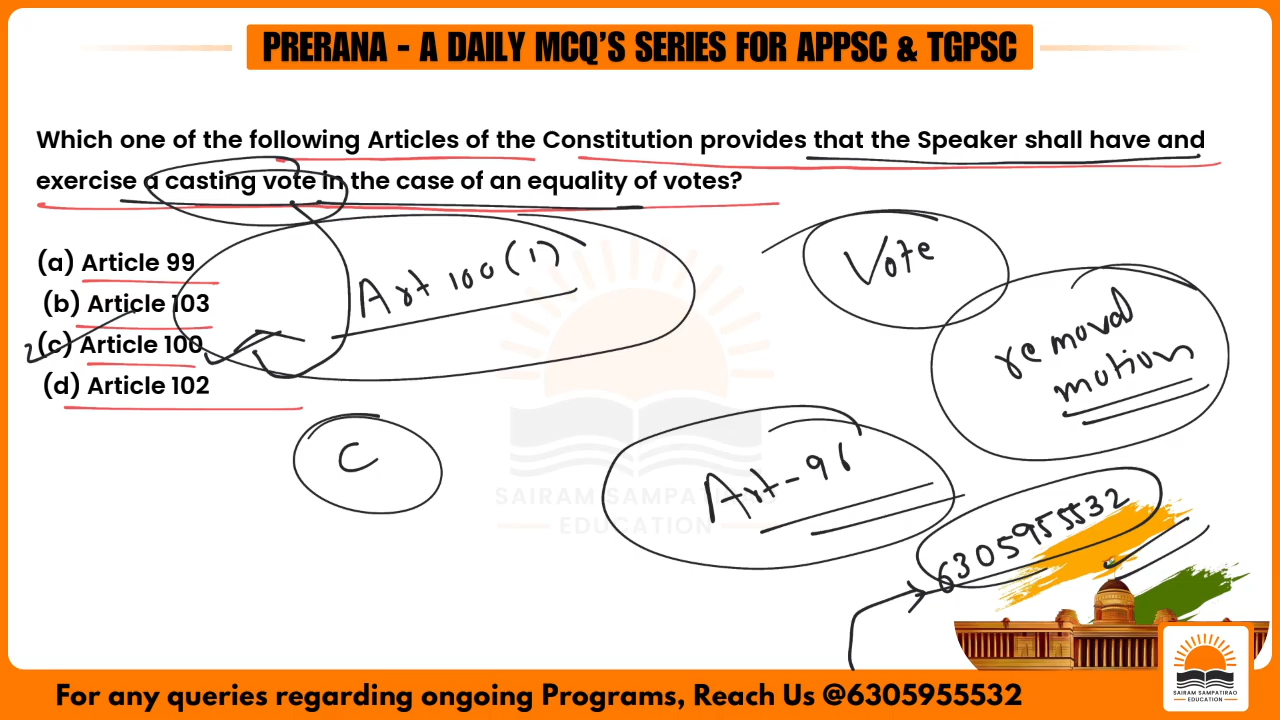 PRERANA - A DAILY MCQ'S SERIES FOR APPSC & TGPSC
Which one of the following Articles of the Constitution provides that the Speaker shall have and
exercise a casting vote in the case of an equality of votes?
(a) Article 99
(b) Article 103
(c) Article 100
(d) Article 102
Art 100 (1)
Vote
removal
motion
C
Art - 96
6305955532
SAIRAM SAMPATIRAO
EDUCATION
SAIRAM SAMPATIRAO
EDUCATION
For any queries regarding ongoing Programs, Reach Us @6305955532